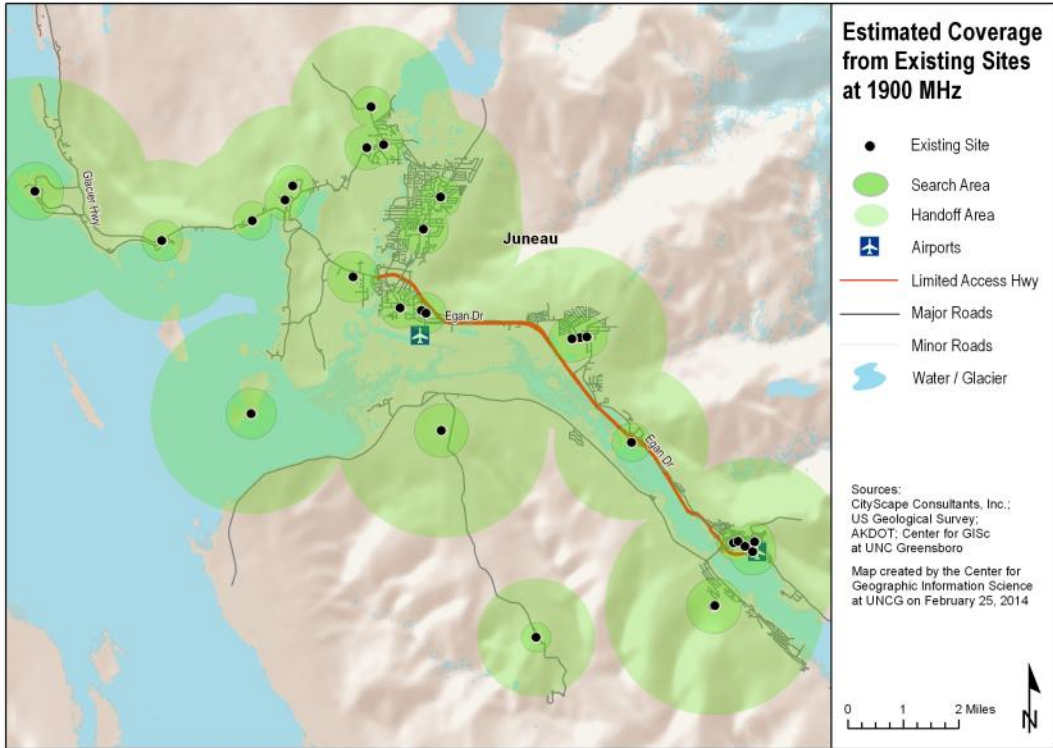 Estimated Coverage
from Existing Sites
at 1900 MHz
Existing Site
Search Area
Handoff Area
Airports
Limited Access Hwy
Major Roads
Minor Roads
Water / Glacier
Sources:
CityScape Consultants, Inc.;
US Geological Survey;
AKDOT; Center for GISc
at UNC Greensboro
Map created by the Center for
Geographic Information Science
at UNCG on February 25, 2014
0 1 2 Miles
N
Glacier Hwy
Juneau
Egan Dr
Egan Dr